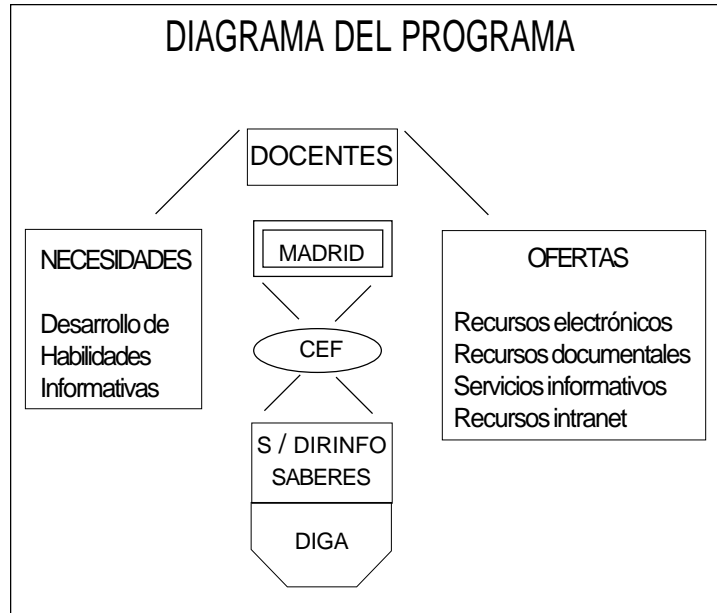 DIAGRAMA DEL PROGRAMA
DOCENTES
NECESIDADES
Desarrollo de
Habilidades
Informativas
MADRID
CEF
S / DIRINFO
SABERES
DIGA
OFERTAS
Recursos electrónicos
Recursos documentales
Servicios informativos
Recursos intranet